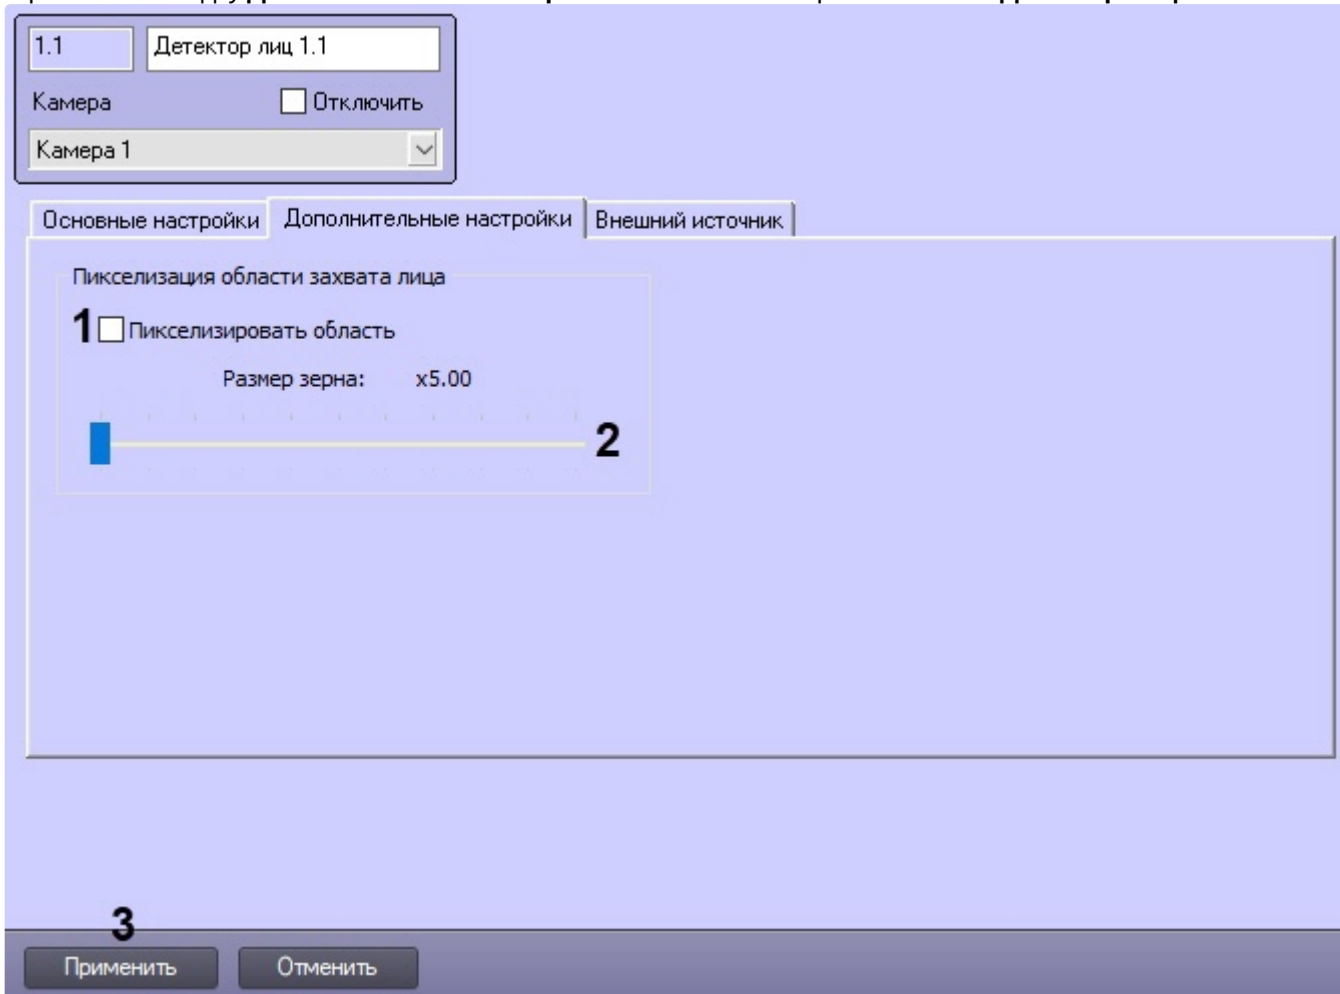 1.1 Детектор лиц 1.1
Камера Отключить
Камера 1
Основные настройки Дополнительные настройки Внешний источник
Пикселизация области захвата лица
1 Пикселизировать область
Размер зерна: x5.00
2
3
Применить Отменить